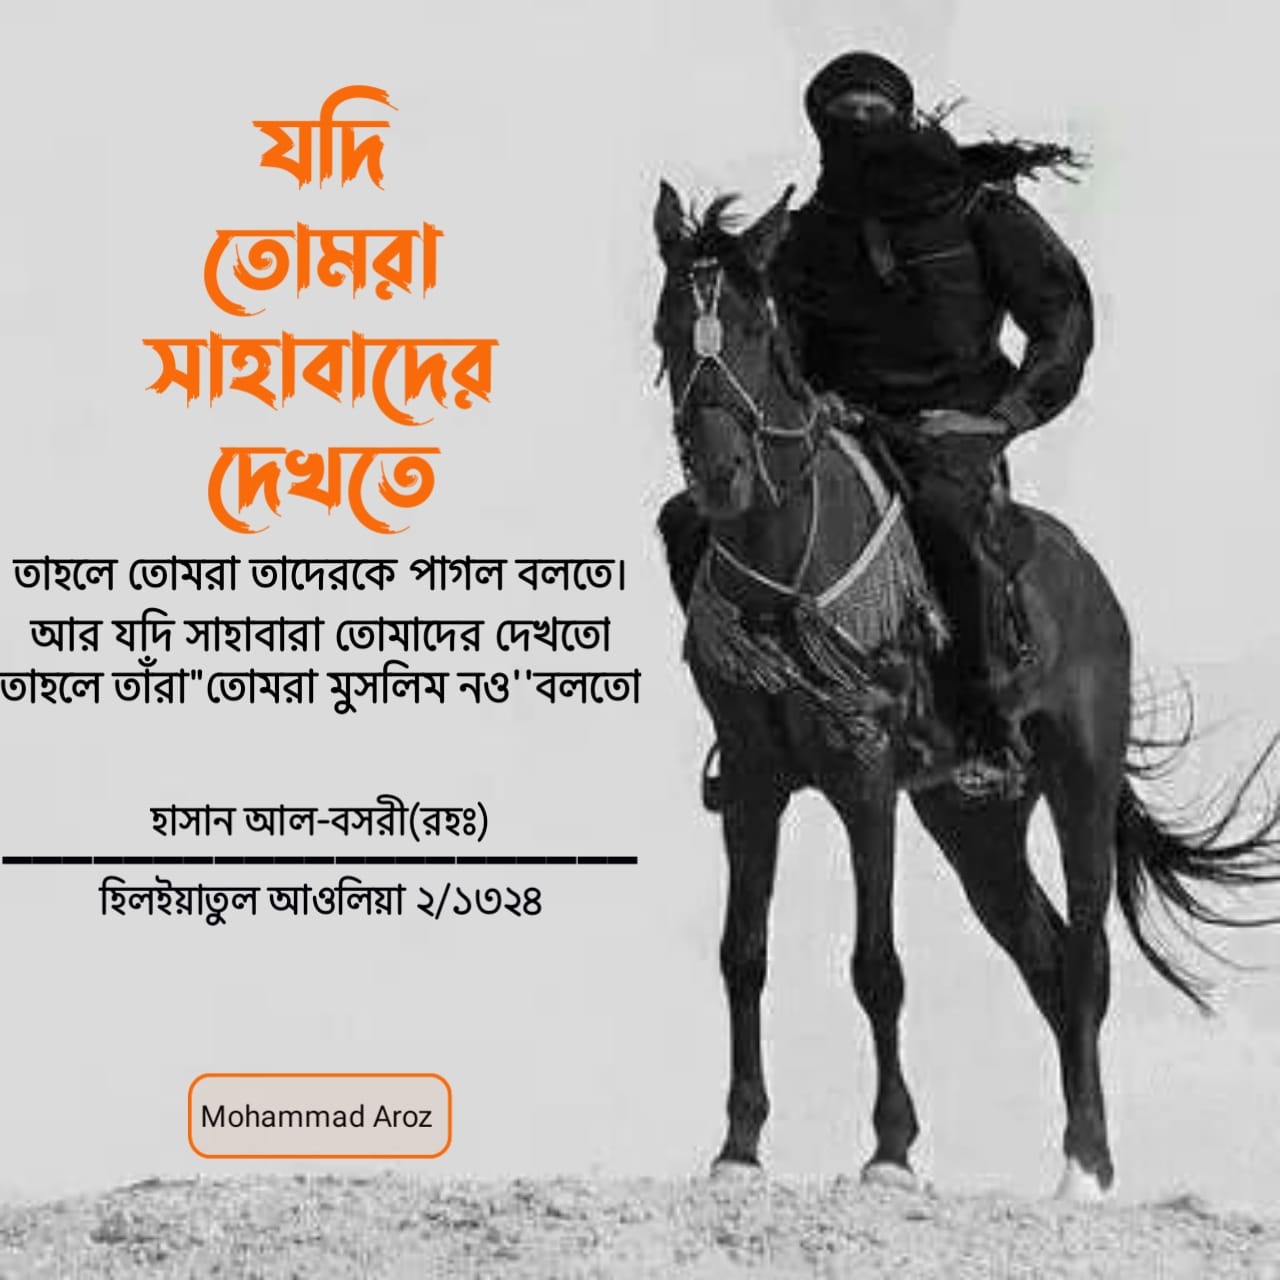 যদি
তোমরা
সাহাবাদের
দেখতে
তাহলে তোমরা তাদেরকে পাগল বলতে।
আর যদি সাহাবারা তোমাদের দেখতো
তাহলে তাঁরা"তোমরা মুসলিম নও''বলতো
হাসান আল-বসরী(রহঃ)
হিলইয়াতুল আওলিয়া ২/১৩২৪
Mohammad Aroz